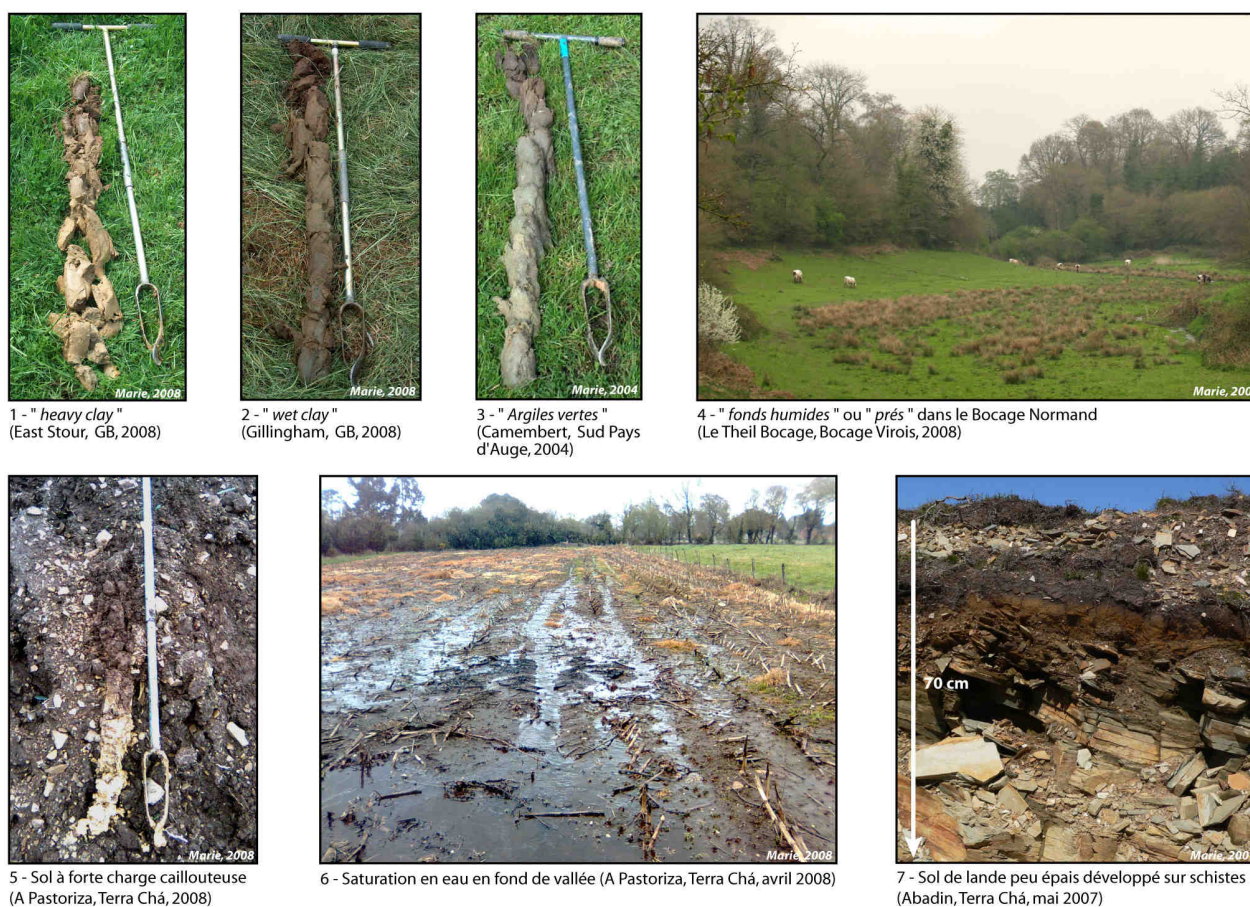 Marie, 2008
1 - " heavy clay "
(East Stour, GB, 2008)
Marie, 2008
2 - " wet clay "
(Gillingham, GB, 2008)
Marie, 2004
3 - " Argiles vertes "
(Camembert, Sud Pays
d'Auge, 2004)
Marie, 200
4 - " fonds humides " ou " prés " dans le Bocage Normand
(Le Theil Bocage, Bocage Virois, 2008)
Marie, 2008
5 - Sol à forte charge caillouteuse
(A Pastoriza, Terra Chá, 2008)
Marie, 2008
6 - Saturation en eau en fond de vallée (A Pastoriza, Terra Chá, avril 2008)
70 cm
Marie, 200
7 - Sol de lande peu épais développé sur schistes
(Abadin, Terra Chá, mai 2007)